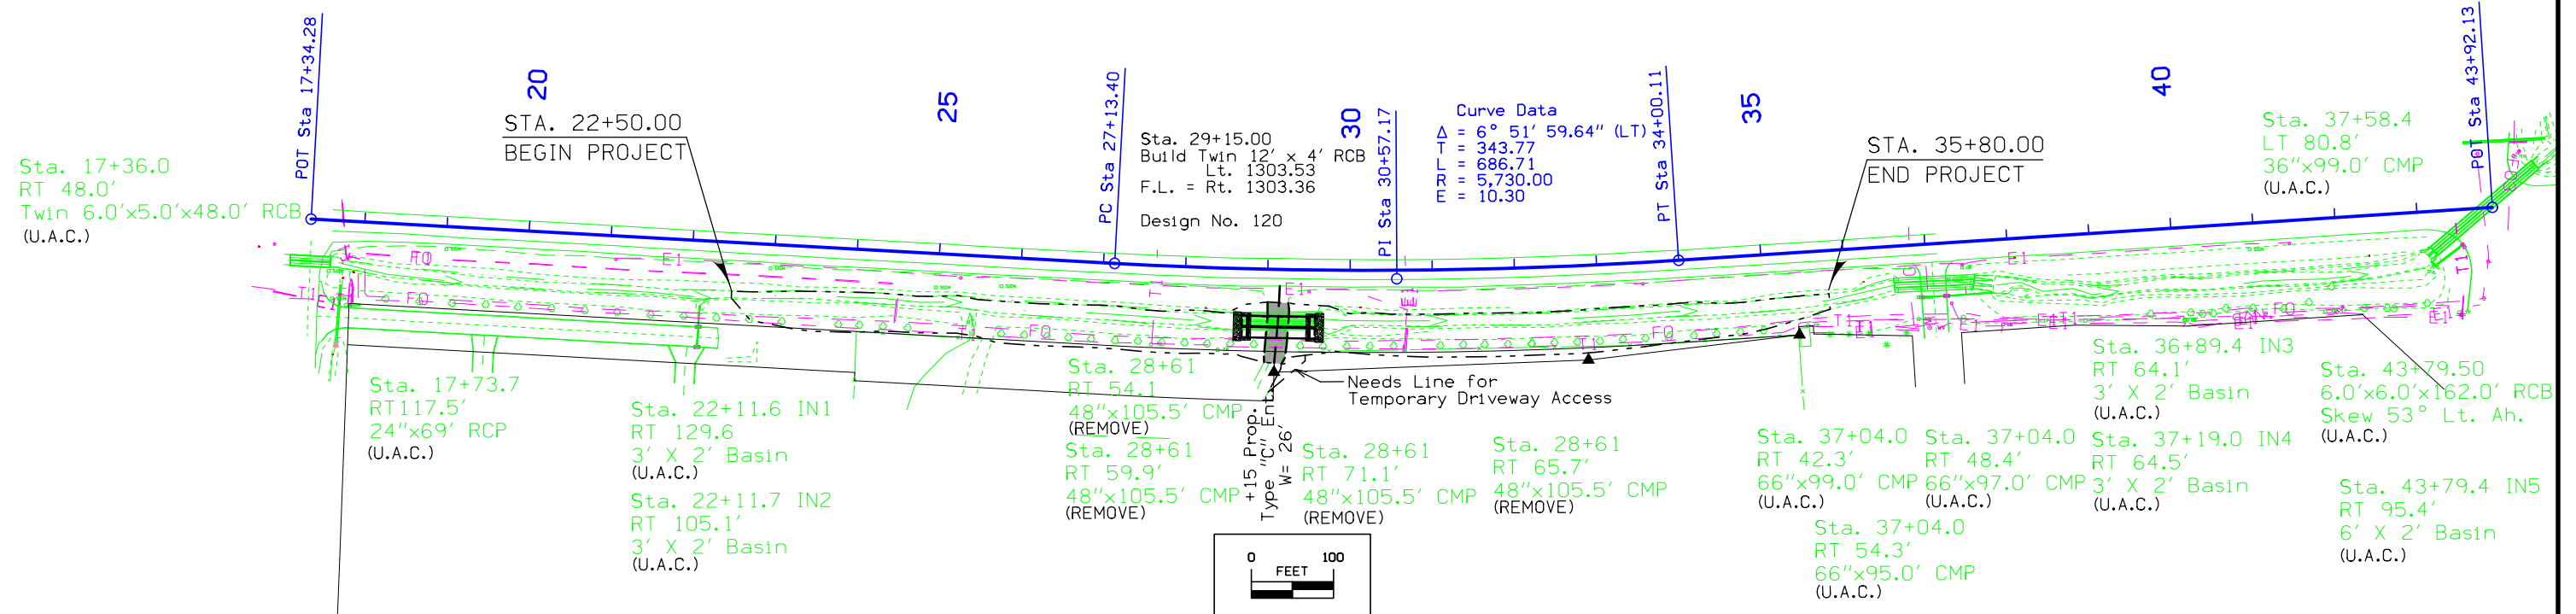 POT Sta 17+34.28
20
STA. 22+50.00
BEGIN PROJECT
25
PC Sta 27+13.40
Sta. 29+15.00
Build Twin 12' x 4' RCB
Lt. 1303.53
F.L. = Rt. 1303.36
Design No. 120
30
PI Sta 30+57.17
Curve Data
Δ = 6° 51' 59.64" (LT)
T = 343.77
L = 686.71
R = 5,730.00
E = 10.30
PT Sta 34+00.11
35
STA. 35+80.00
END PROJECT
40
Sta. 37+58.4
LT 80.8'
36"x99.0' CMP
(U.A.C.)
POT Sta 43+92.13
Sta. 17+36.0
RT 48.0'
Twin 6.0'x5.0'x48.0' RCB
(U.A.C.)
FO
E1
E1
E1
FO
FO
FO
T1
E1
FO
Sta. 17+73.7
RT117.5'
24"x69' RCP
(U.A.C.)
Sta. 22+11.6 IN1
RT 129.6
3' X 2' Basin
(U.A.C.)
Sta. 22+11.7 IN2
RT 105.1'
3' X 2' Basin
(U.A.C.)
Sta. 28+61
RT 54.1
48"x105.5' CMP
(REMOVE)
Sta. 28+61
RT 59.9'
48"x105.5' CMP
(REMOVE)
+15 Prop.
Type "C" Ent
W= 26'
Needs Line for
Temporary Driveway Access
Sta. 28+61
RT 71.1'
48"x105.5' CMP
(REMOVE)
Sta. 28+61
RT 65.7'
48"x105.5' CMP
(REMOVE)
Sta. 37+04.0
RT 42.3'
66"x99.0' CMP
(U.A.C.)
Sta. 37+04.0
RT 48.4'
66"x97.0' CMP
(U.A.C.)
Sta. 37+04.0
RT 54.3'
66"x95.0' CMP
(U.A.C.)
Sta. 36+89.4 IN3
RT 64.1'
3' X 2' Basin
(U.A.C.)
Sta. 37+19.0 IN4
RT 64.5'
3' X 2' Basin
(U.A.C.)
Sta. 43+79.50
6.0'x6.0'x162.0' RCB
Skew 53° Lt. Ah.
(U.A.C.)
Sta. 43+79.4 IN5
RT 95.4'
6' X 2' Basin
(U.A.C.)
0 100
FEET